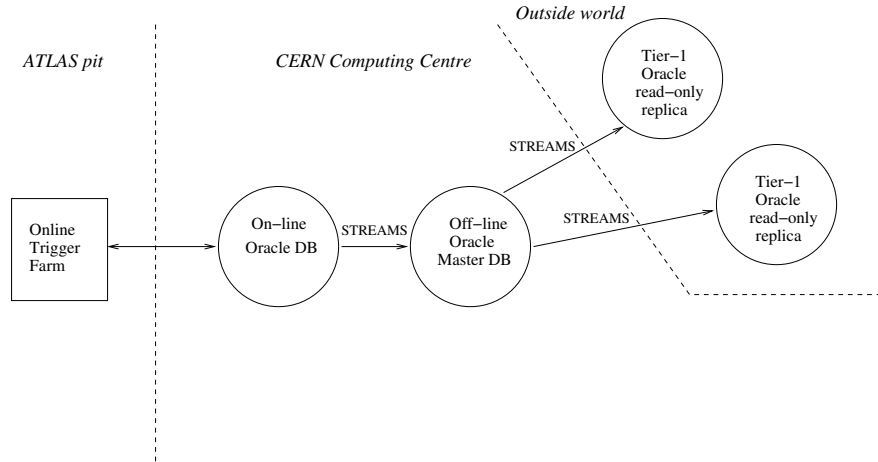 Outside world
ATLAS pit
CERN Computing Centre
Tier−1
Oracle
read−only
replica
STREAMS
Tier−1
Oracle
read−only
replica
STREAMS
Online
Trigger
Farm
On−line
Oracle DB
STREAMS
Off−line
Oracle
Master DB